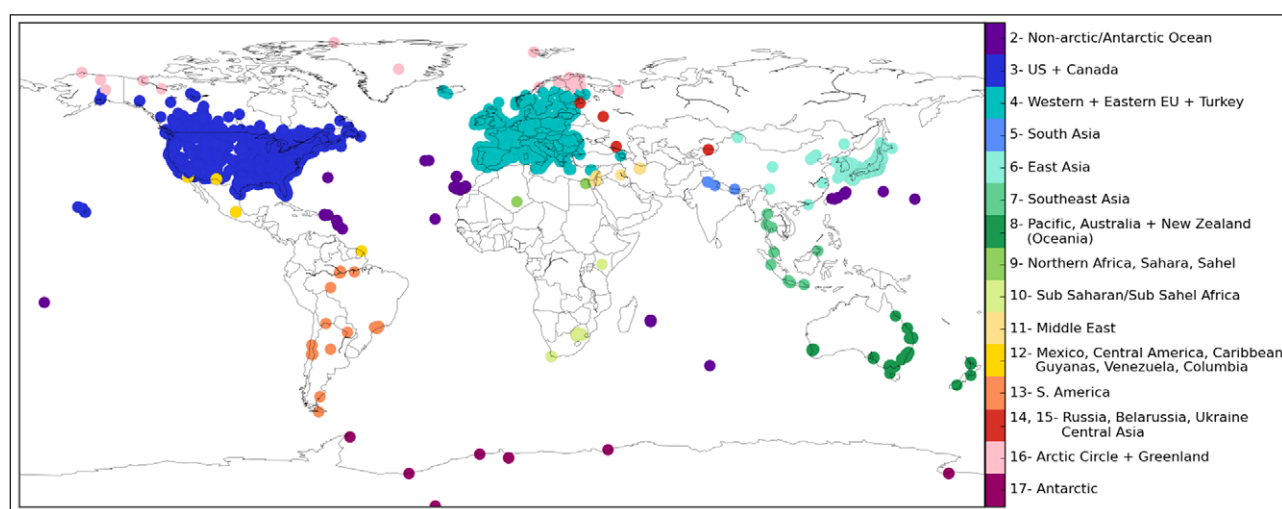 2- Non-arctic/Antarctic Ocean
3- US + Canada
4- Western + Eastern EU + Turkey
5- South Asia
6- East Asia
7- Southeast Asia
8- Pacific, Australia + New Zealand
(Oceania)
9- Northern Africa, Sahara, Sahel
10- Sub Saharan/Sub Sahel Africa
11- Middle East
12- Mexico, Central America, Caribbean
Guyanas, Venezuela, Columbia
13- S. America
14, 15- Russia, Belarussia, Ukraine
Central Asia
16- Arctic Circle + Greenland
17- Antarctic